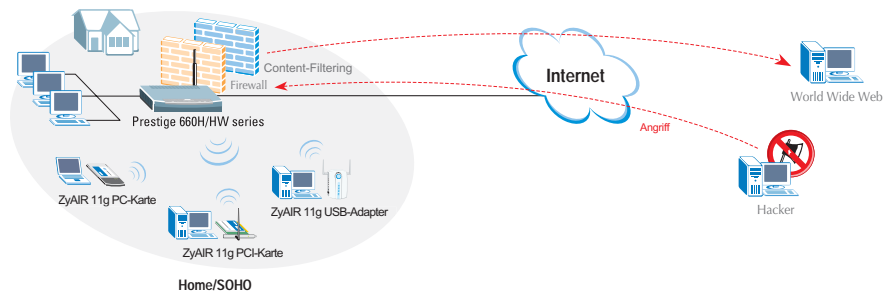 Content-Filtering
Firewall
Internet
World Wide Web
Prestige 660H/HW series
Angriff
ZyAIR 11g PC-Karte
ZyAIR 11g USB-Adapter
Hacker
ZyAIR 11g PCI-Karte
Home/SOHO